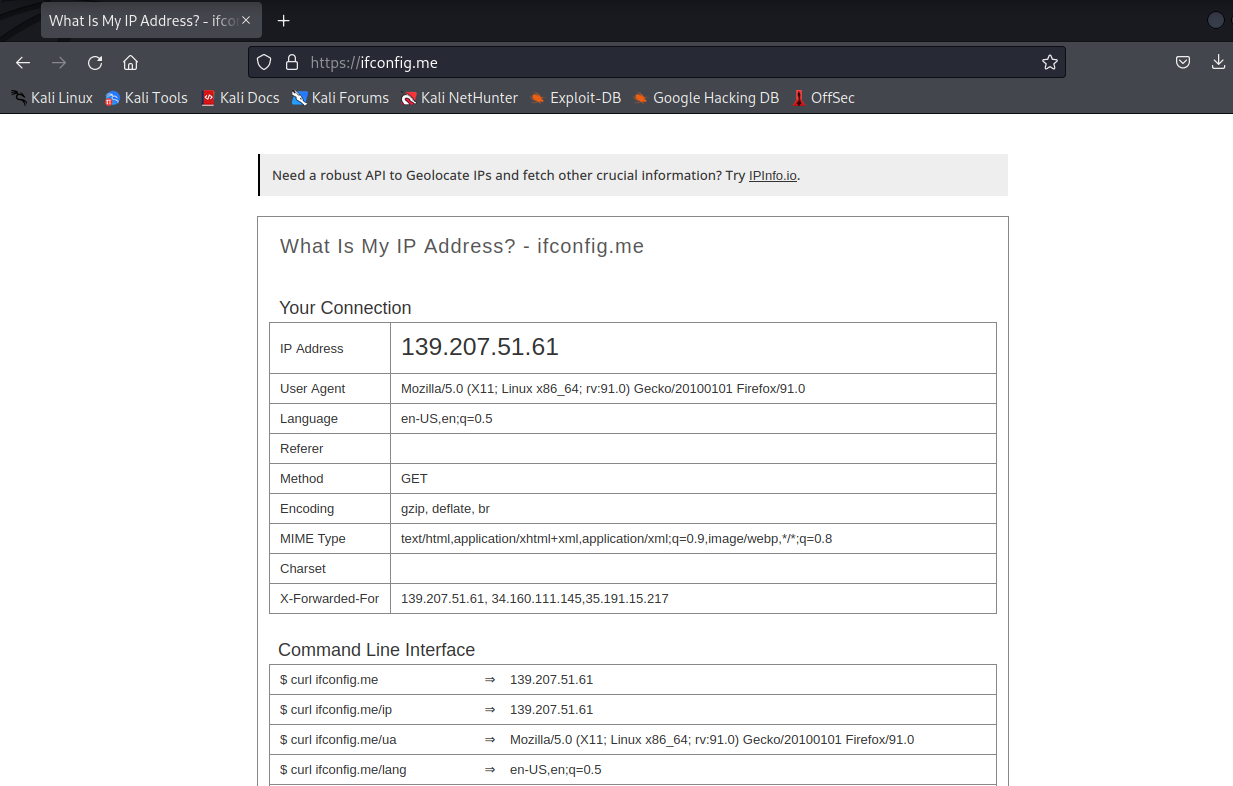 What Is My IP Address? - ifco
https://ifconfig.me
Kali Linux Kali Tools Kali Docs Kali Forums Kali NetHunter Exploit-DB Google Hacking DB OffSec
Need a robust API to Geolocate IPs and fetch other crucial information? Try IPInfo.io.
What Is My IP Address? - ifconfig.me
Your Connection
IP Address 139.207.51.61
User Agent Mozilla/5.0 (X11; Linux x86_64; rv:91.0) Gecko/20100101 Firefox/91.0
Language en-US,en;q=0.5
Referer
Method GET
Encoding gzip, deflate, br
MIME Type text/html,application/xhtml+xml,application/xml;q=0.9,image/webp,*/*;q=0.8
Charset
X-Forwarded-For 139.207.51.61, 34.160.111.145,35.191.15.217
Command Line Interface
$ curl ifconfig.me ⇒ 139.207.51.61
$ curl ifconfig.me/ip ⇒ 139.207.51.61
$ curl ifconfig.me/ua ⇒ Mozilla/5.0 (X11; Linux x86_64; rv:91.0) Gecko/20100101 Firefox/91.0
$ curl ifconfig.me/lang ⇒ en-US,en;q=0.5